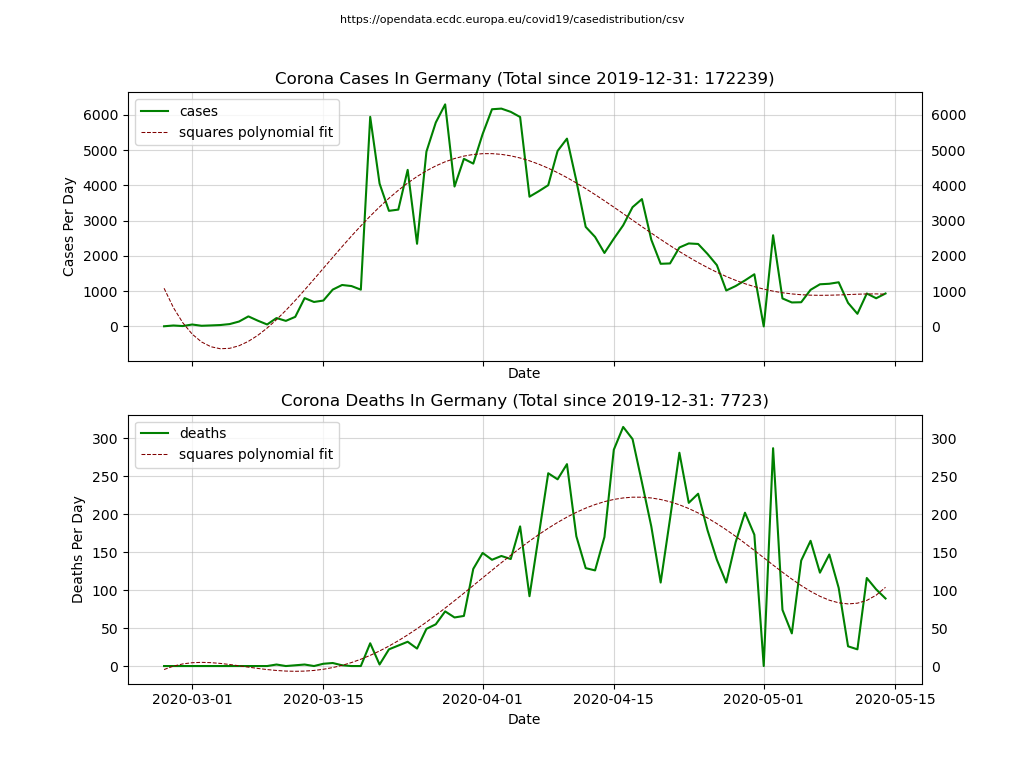 https://opendata.ecdc.europa.eu/covid19/casedistribution/csv
Corona Cases In Germany (Total since 2019-12-31: 172239)
cases
squares polynomial fit
Cases Per Day
6000
5000
4000
3000
2000
1000
0
6000
5000
4000
3000
2000
1000
0
Date
Corona Deaths In Germany (Total since 2019-12-31: 7723)
deaths
squares polynomial fit
Deaths Per Day
300
250
200
150
100
50
0
300
250
200
150
100
50
0
2020-03-01 2020-03-15 2020-04-01 2020-04-15 2020-05-01 2020-05-15
Date